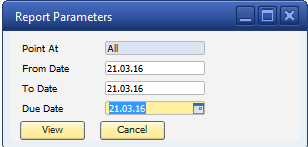 Report Parameters
Point At All
From Date 21.03.16
To Date 21.03.16
Due Date 21.03.16
View Cancel